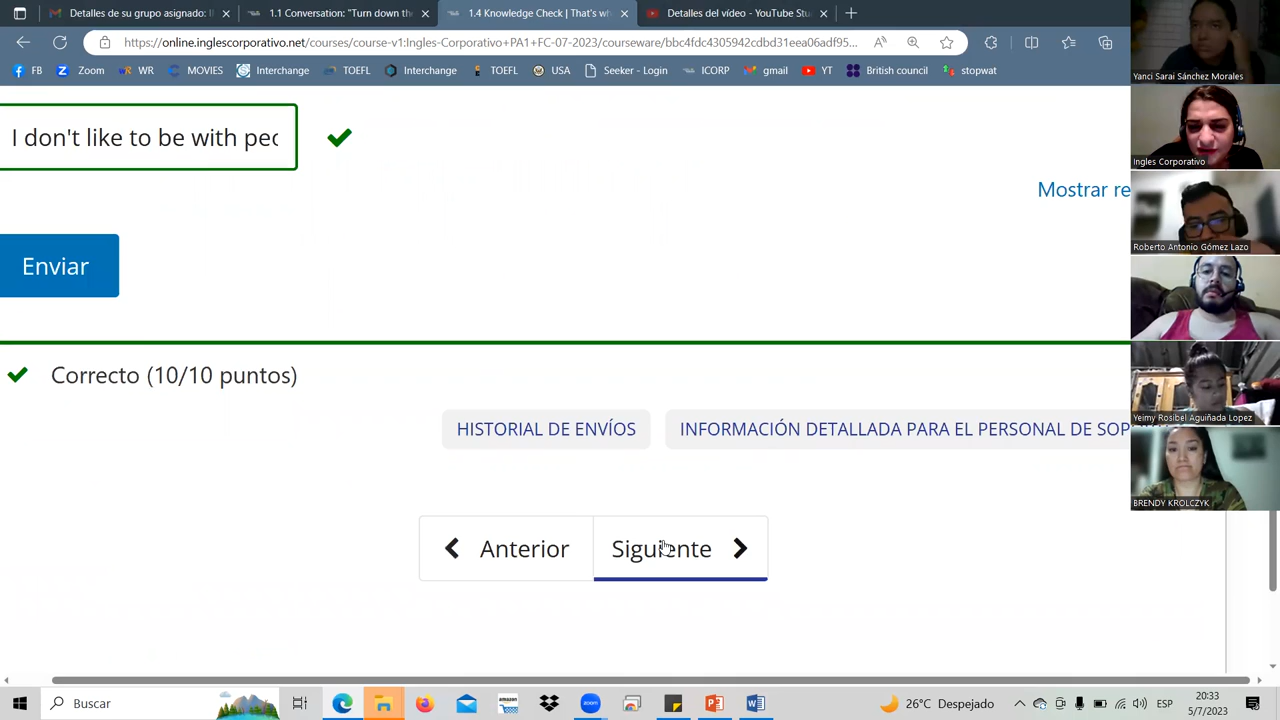 Detalles de su grupo asignado: I
1.1 Conversation: "Turn down the
1.4 Knowledge Check | That's wh
Detalles del vídeo - YouTube Stu
https://online.inglescorporativo.net/courses/course-v1:Ingles-Corporativo+PA1+FC-07-2023/courseware/bbc4fdc4305942cdbd31eea06adf95...
FB
Zoom
WR
MOVIES
Interchange
TOEFL
Interchange
TOEFL
USA
Seeker - Login
ICORP
gmail
YT
British council
stopwat
Yanci Sarai Sánchez Morales
I don't like to be with pec
Ingles Corporativo
Mostrar re
Roberto Antonio Gómez Lazo
Enviar
Correcto (10/10 puntos)
Yeimy Rosibel Aguiñada Lopez
HISTORIAL DE ENVÍOS
INFORMACIÓN DETALLADA PARA EL PERSONAL DE SOP
BRENDY KROLCZYK
Anterior
Siguiente
Buscar
26°C Despejado
ESP
20:33
5/7/2023